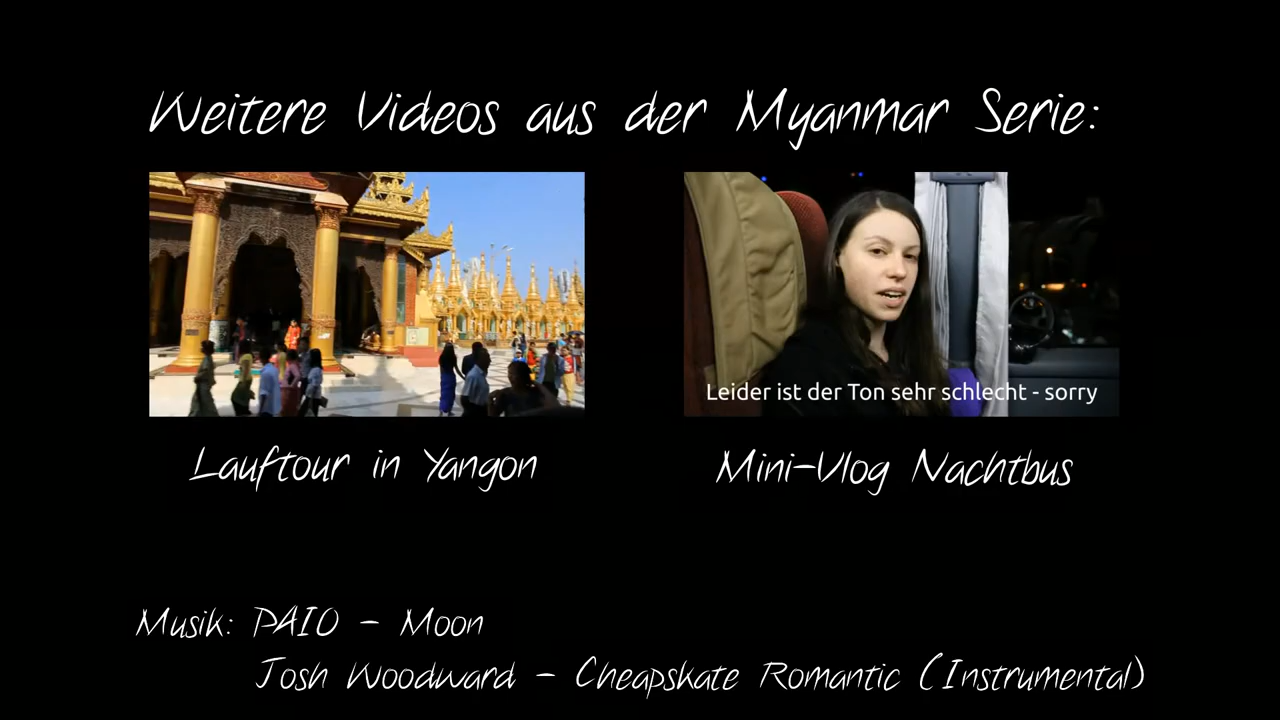 Weitere Videos aus der Myanmar Serie:
Leider ist der Ton sehr schlecht - sorry
Lauftour in Yangon
Mini-Vlog Nachtbus
Musik: PAIO - Moon
Josh Woodward - Cheapskate Romantic (Instrumental)